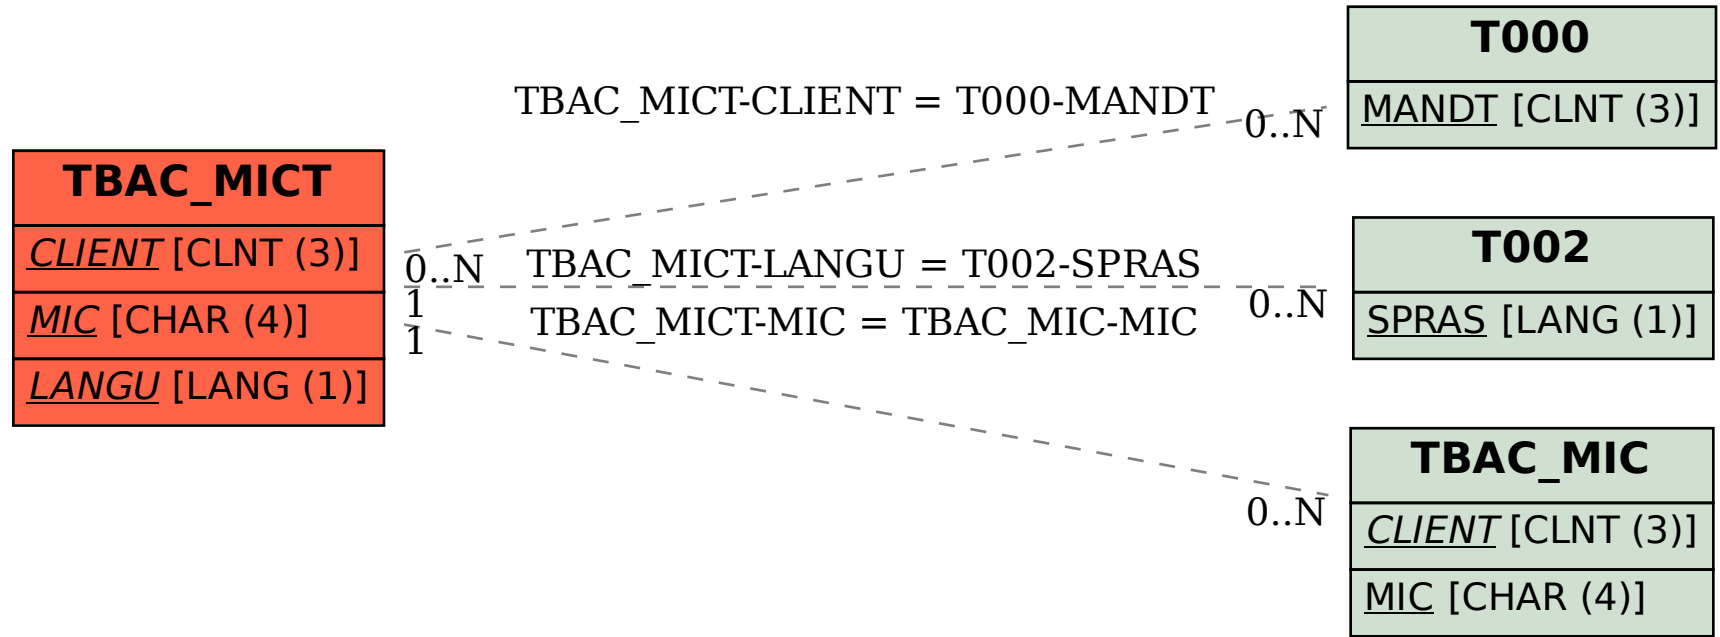 TBAC_MICT
CLIENT [CLNT (3)]
MIC [CHAR (4)]
LANGU [LANG (1)]
TBAC_MICT-CLIENT = T000-MANDT
0..N
0..N
TBAC_MICT-LANGU = T002-SPRAS
1
0..N
TBAC_MICT-MIC = TBAC_MIC-MIC
1
0..N
T000
MANDT [CLNT (3)]
T002
SPRAS [LANG (1)]
TBAC_MIC
CLIENT [CLNT (3)]
MIC [CHAR (4)]